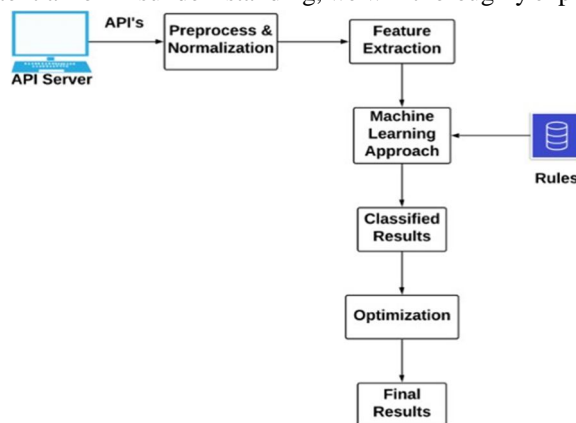 API's
API Server
Preprocess &
Normalization
Feature
Extraction
Machine
Learning
Approach
Rules
Classified
Results
Optimization
Final
Results